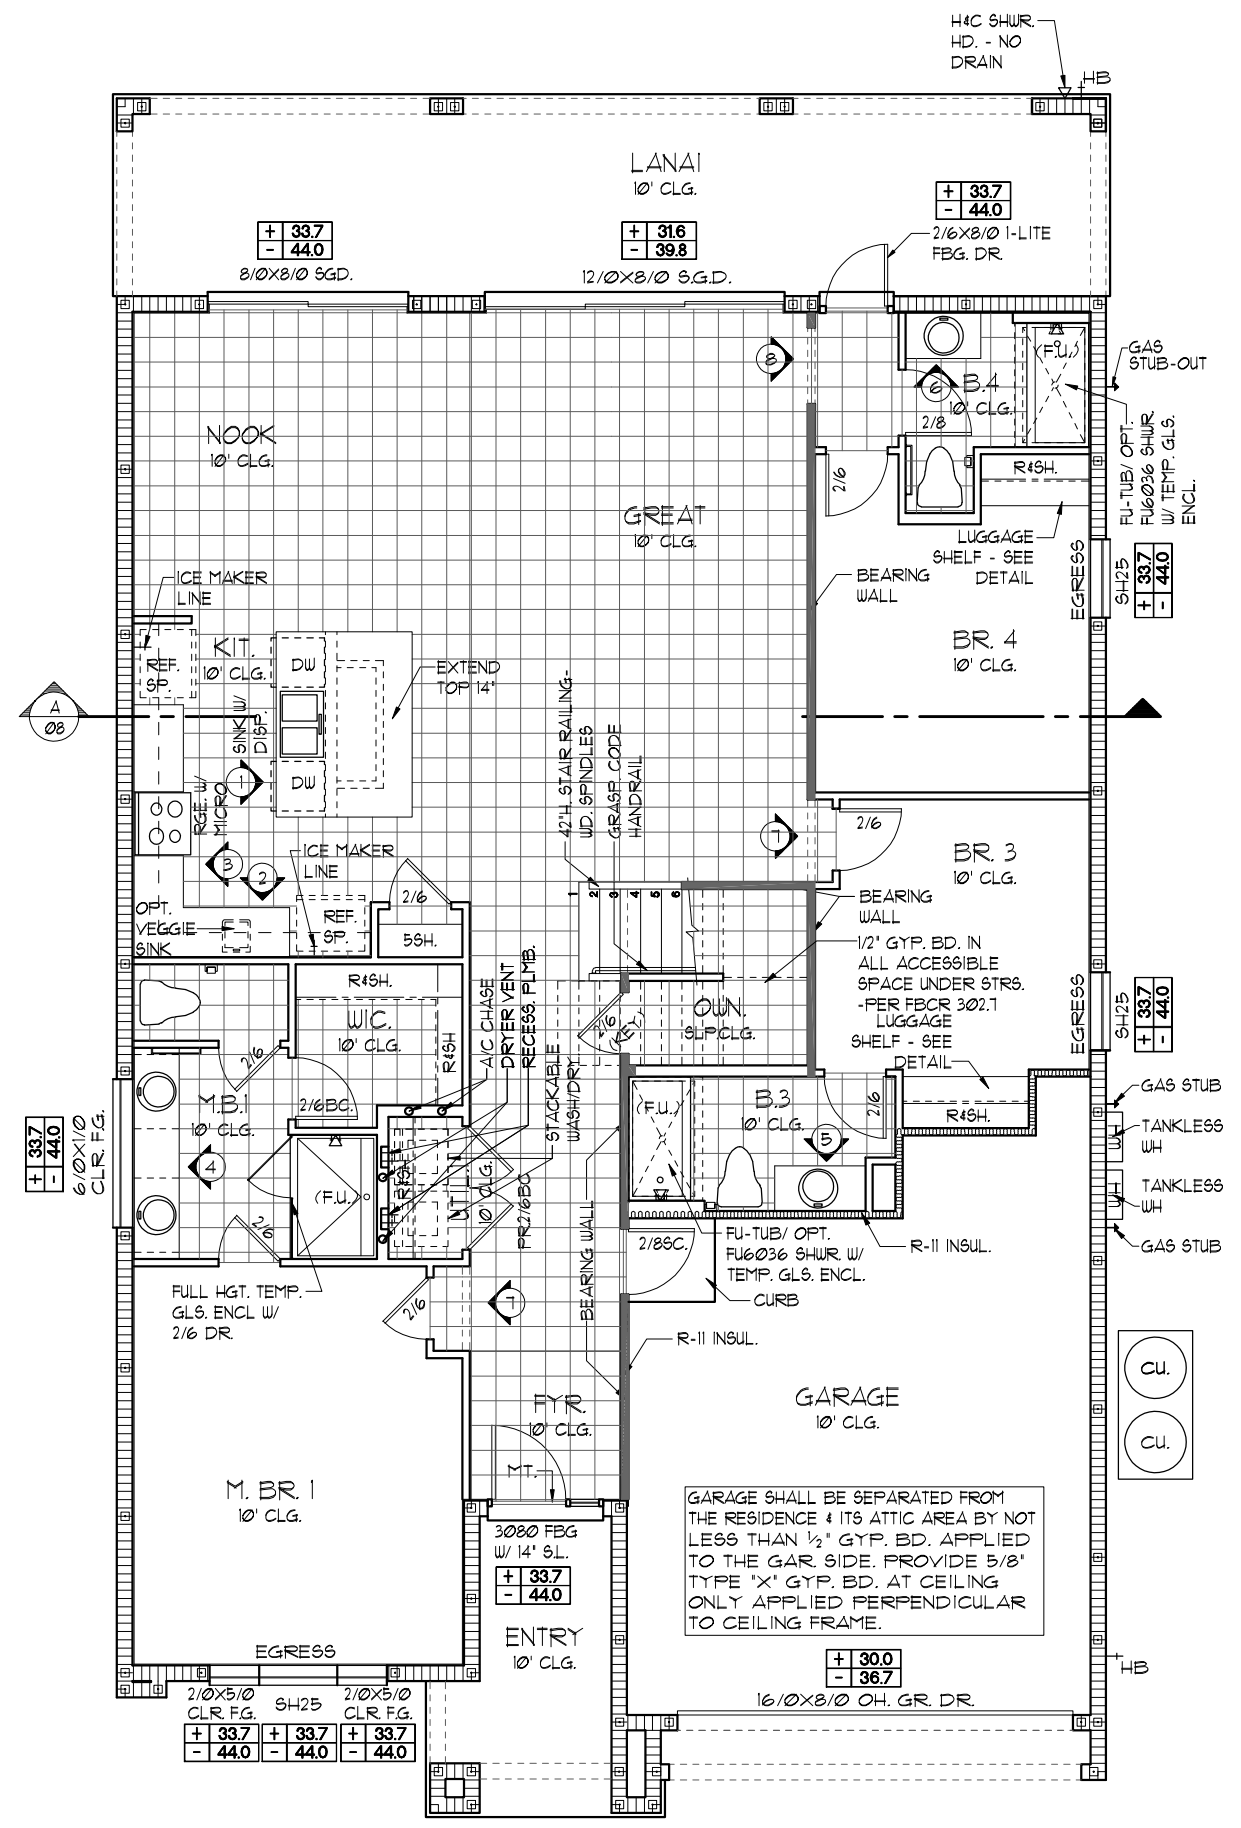 H&C SHWR.
HD. - NO
DRAIN
HB
LANAI
10' CLG.
+ 33.7
- 44.0
8/0X8/0 SGD.
+ 31.6
- 39.8
12/0X8/0 S.G.D.
+ 33.7
- 44.0
2/6X8/0 1-LITE
FBG. DR.
8
6
B.4
10' CLG.
2/8
(F.U.)
GAS
STUB-OUT
FU-TUB/ OPT.
FU6036 SHWR.
W/ TEMP. GLS.
ENCL.
NOOK
10' CLG.
GREAT
10' CLG.
2/6
R&SH.
LUGGAGE
SHELF - SEE
DETAIL
EGRESS
SH25
+ 33.7
- 44.0
BEARING
WALL
BR. 4
10' CLG.
ICE MAKER
LINE
REF.
SP.
KIT.
10' CLG.
DW
SINK W/
DISP.
DW
EXTEND
TOP 14"
A
08
1
RGE. W/
MICRO
3
2
ICE MAKER
LINE
OPT.
VEGGIE
SINK
REF.
SP.
2/6
5SH.
42"H. STAIR RAILING-
WD. SPINDLES
GRASP. CODE
HANDRAIL
1
2
3
4
5
6
7
2/6
BR. 3
10' CLG.
BEARING
WALL
1/2" GYP. BD. IN
ALL ACCESSIBLE
SPACE UNDER STRS.
-PER FBCR 302.7
LUGGAGE
SHELF - SEE
DETAIL
R&SH.
EGRESS
SH25
+ 33.7
- 44.0
R&SH.
W.I.C.
10' CLG.
R&SH
A/C CHASE
DRYER VENT
RECESS. PLMB.
STACKABLE
WASH/DRY
OWN.
SLP.CLG.
2/6
(KEY)
2/6
M.B.1
10' CLG.
2/6BC.
4
2/6
(F.U.)
R&SH
UTIL.
10' CLG.
PR.2/6BC
+ 33.7
- 44.0
6/0X1/0
CLR. F.G.
(F.U.)
B.3
10' CLG.
5
2/6
GAS STUB
TANKLESS
WH
WH
TANKLESS
WH
WH
GAS STUB
BEARING WALL
2/8SC.
FU-TUB/ OPT.
FU6036 SHWR. W/
TEMP. GLS. ENCL.
R-11 INSUL.
CURB
FULL HGT. TEMP.
GLS. ENCL W/
2/6 DR.
2/6
7
R-11 INSUL.
CU.
CU.
FYR.
10' CLG.
MT.
GARAGE
10' CLG.
M. BR. 1
10' CLG.
3080 FBG
W/ 14" S.L.
+ 33.7
- 44.0
GARAGE SHALL BE SEPARATED FROM
THE RESIDENCE & ITS ATTIC AREA BY NOT
LESS THAN ½" GYP. BD. APPLIED
TO THE GAR. SIDE. PROVIDE 5/8"
TYPE "X" GYP. BD. AT CEILING
ONLY APPLIED PERPENDICULAR
TO CEILING FRAME.
ENTRY
10' CLG.
EGRESS
+ 30.0
- 36.7
16/0X8/0 OH. GR. DR.
HB
2/0X5/0
CLR. F.G.
+ 33.7
- 44.0
SH25
+ 33.7
- 44.0
2/0X5/0
CLR. F.G.
+ 33.7
- 44.0